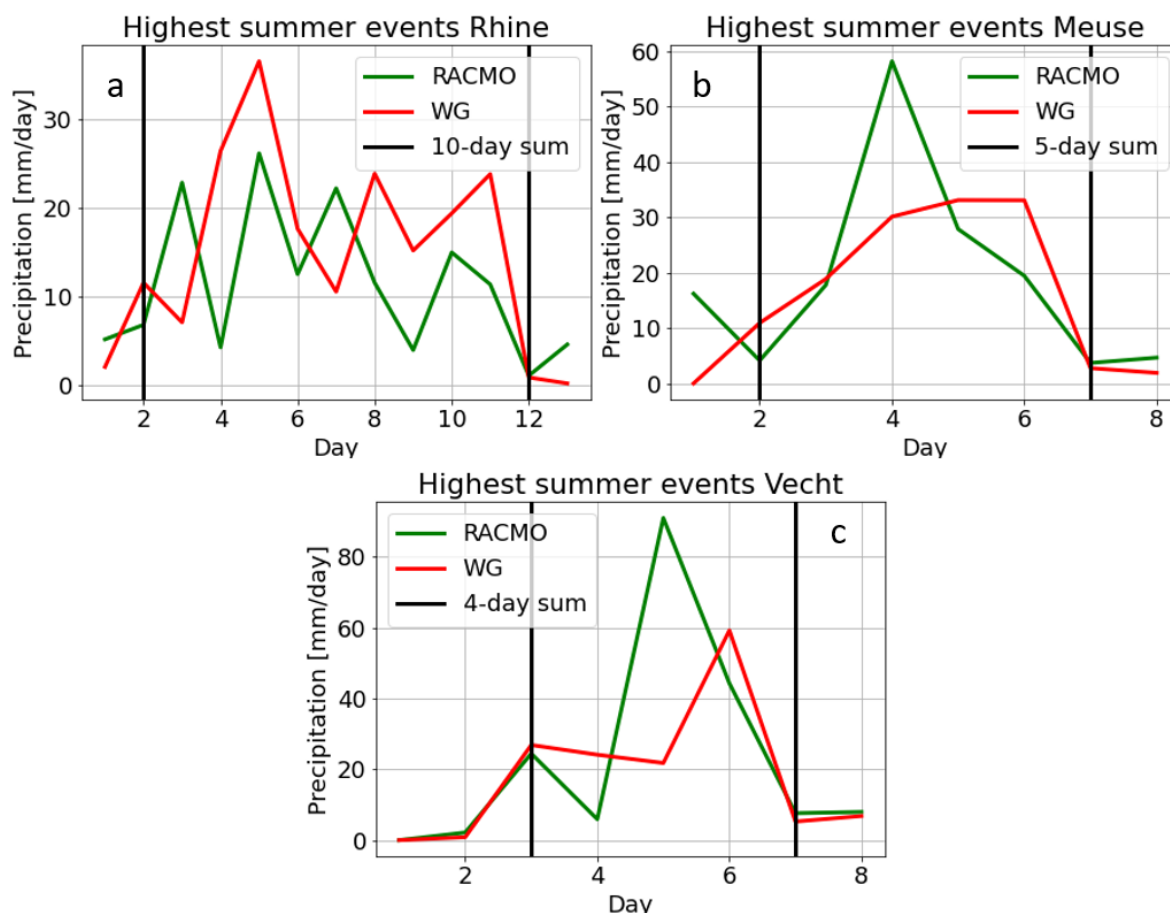 Highest summer events Rhine
a
RACMO
WG
10-day sum
Precipitation [mm/day]
30
20
10
0
2
4
6
8
10
12
Day
Highest summer events Meuse
b
RACMO
WG
5-day sum
Precipitation [mm/day]
60
50
40
30
20
10
0
2
4
6
8
Day
Highest summer events Vecht
c
RACMO
WG
4-day sum
Precipitation [mm/day]
80
60
40
20
0
2
4
6
8
Day